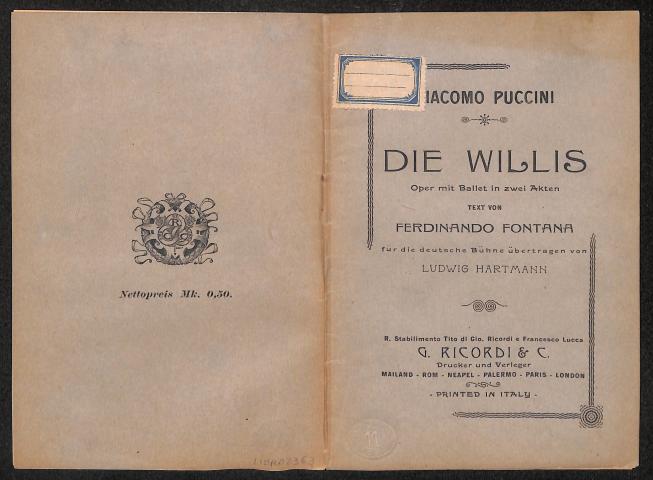 Nettopreis Mk. 0,50.
IACOMO PUCCINI
DIE WILLIS
Oper mit Ballet in zwei Akten
TEXT VON
FERDINANDO FONTANA
für die deutsche Bühne übertragen von
LUDWIG HARTMANN
R. Stabilimento Tito di Gio. Ricordi e Francesco Lucca
G. RICORDI & C.
Drucker und Verleger
MAILAND - ROM - NEAPEL - PALERMO - PARIS - LONDON
- PRINTED IN ITALY -